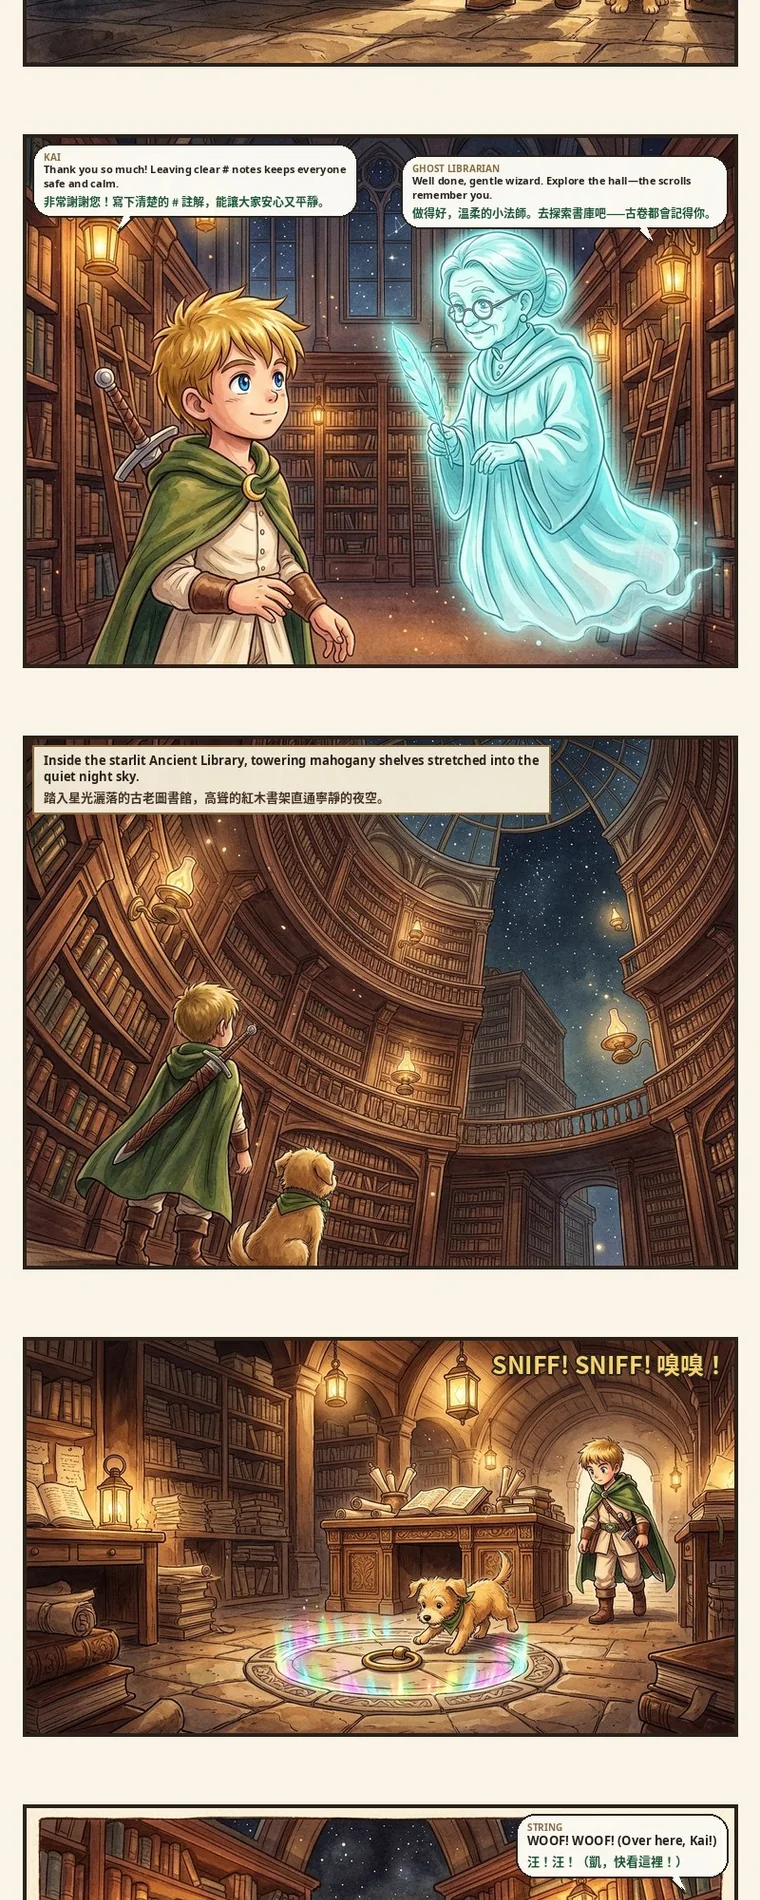 KAI
Thank you so much! Leaving clear # notes keeps everyone
safe and calm.
非常謝謝您！寫下清楚的 # 註解，能讓大家安心又平靜。
GHOST LIBRARIAN
Well done, gentle wizard. Explore the hall—the scrolls
remember you.
做得好，溫柔的小法師。去探索書庫吧——古卷都會記得你。
Inside the starlit Ancient Library, towering mahogany shelves stretched into the
quiet night sky.
踏入星光灑落的古老圖書館，高聳的紅木書架直通寧靜的夜空。
SNIFF! SNIFF! 嗅嗅！
STRING
WOOF! WOOF! (Over here, Kai!)
汪！汪！（凱，快看這裡！）